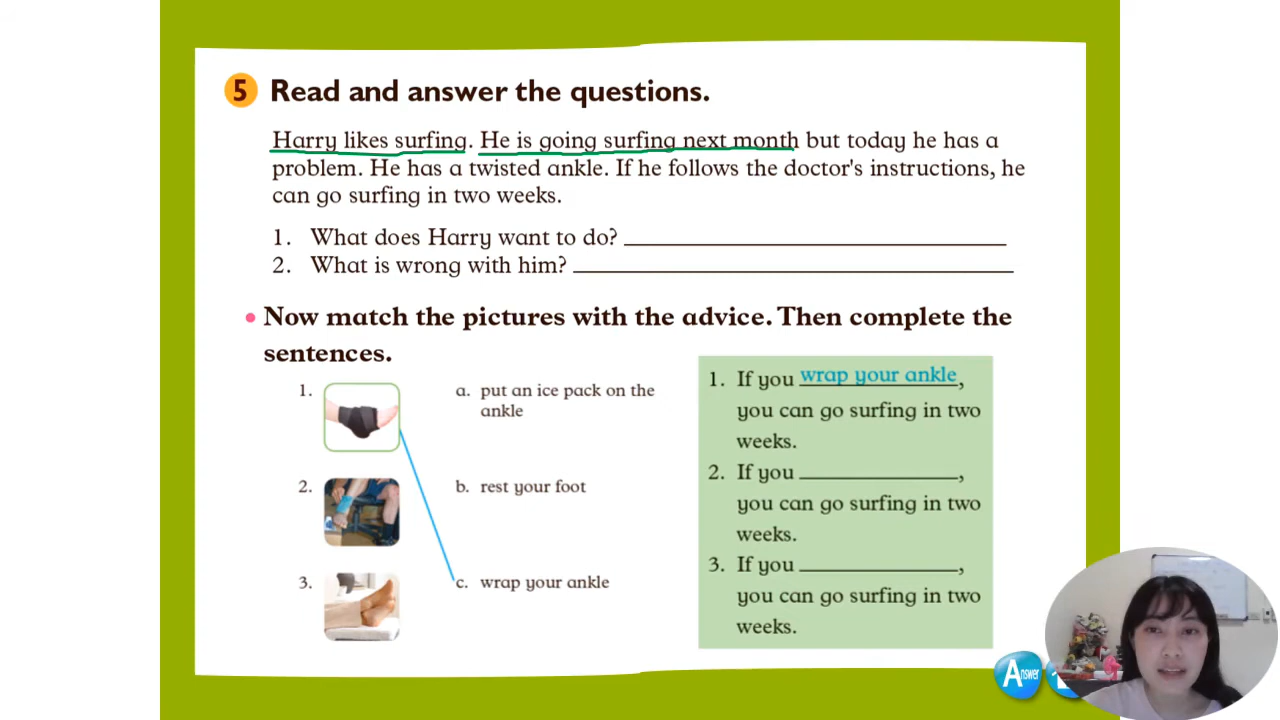 5 Read and answer the questions.
Harry likes surfing. He is going surfing next month but today he has a
problem. He has a twisted ankle. If he follows the doctor's instructions, he
can go surfing in two weeks.
1. What does Harry want to do?
2. What is wrong with him?
Now match the pictures with the advice. Then complete the
sentences.
1.
2.
3.
a. put an ice pack on the
ankle
b. rest your foot
c. wrap your ankle
1. If you wrap your ankle,
you can go surfing in two
weeks.
2. If you ,
you can go surfing in two
weeks.
3. If you ,
you can go surfing in two
weeks.
Answer